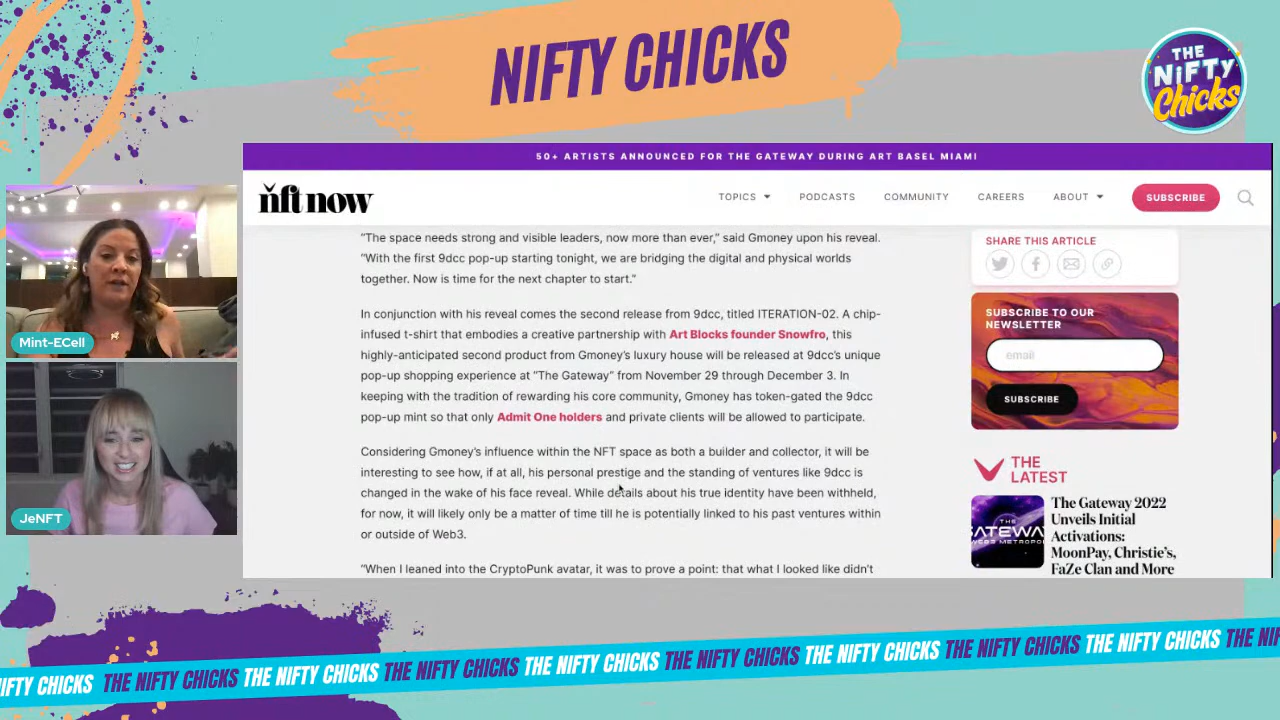 NIFTY CHICKS
THE
NiFTy
Chicks
50+ ARTISTS ANNOUNCED FOR THE GATEWAY DURING ART BASEL MIAMI
nft now
TOPICS
PODCASTS
COMMUNITY
CAREERS
ABOUT
SUBSCRIBE
"The space needs strong and visible leaders, now more than ever," said Gmoney upon his reveal.
"With the first 9dcc pop-up starting tonight, we are bridging the digital and physical worlds
together. Now is time for the next chapter to start."
In conjunction with his reveal comes the second release from 9dcc, titled ITERATION-02. A chip-
infused t-shirt that embodies a creative partnership with Art Blocks founder Snowfro, this
highly-anticipated second product from Gmoney's luxury house will be released at 9dcc's unique
pop-up shopping experience at "The Gateway" from November 29 through December 3. In
keeping with the tradition of rewarding his core community, Gmoney has token-gated the 9dcc
pop-up mint so that only Admit One holders and private clients will be allowed to participate.
Considering Gmoney's influence within the NFT space as both a builder and collector, it will be
interesting to see how, if at all, his personal prestige and the standing of ventures like 9dcc is
changed in the wake of his face reveal. While details about his true identity have been withheld,
for now, it will likely only be a matter of time till he is potentially linked to his past ventures within
or outside of Web3.
"When I leaned into the CryptoPunk avatar, it was to prove a point: that what I looked like didn't
SHARE THIS ARTICLE
SUBSCRIBE TO OUR
NEWSLETTER
email
SUBSCRIBE
THE
LATEST
THE
GATEWAY
WEB3 METROPOLIS
The Gateway 2022
Unveils Initial
Activations:
MoonPay, Christie's,
FaZe Clan and More
Mint-ECell
JeNFT
NIFTY CHICKS THE NIFTY CHICKS THE NIFTY CHICKS THE NIFTY CHICKS THE NIFTY CHICKS THE NIFTY CHICKS THE NIFTY CHICKS THE NIFTY CHICKS THE NI